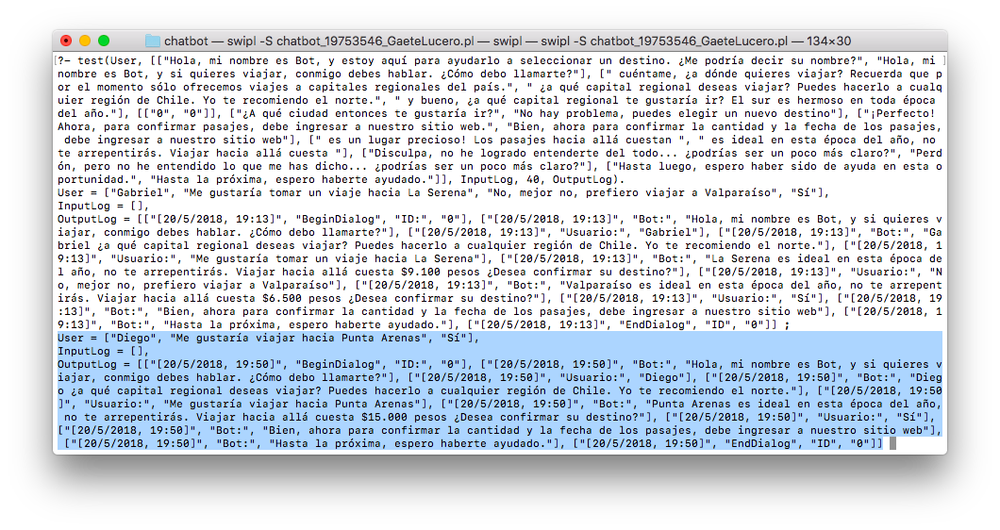 chatbot — swipl -S chatbot_19753546_GaeteLucero.pl — swipl — swipl -S chatbot_19753546_GaeteLucero.pl — 134×30
?- test(User, [["Hola, mi nombre es Bot, y estoy aquí para ayudarlo a seleccionar un destino. ¿Me podría decir su nombre?", "Hola, mi
nombre es Bot, y si quieres viajar, conmigo debes hablar. ¿Cómo debo llamarte?"], [" cuéntame, ¿a dónde quieres viajar? Recuerda que p
or el momento sólo ofrecemos viajes a capitales regionales del país.", " ¿a qué capital regional deseas viajar? Puedes hacerlo a cualq
uier región de Chile. Yo te recomiendo el norte.", " y bueno, ¿a qué capital regional te gustaría ir? El sur es hermoso en toda época
del año."], [["0", "0"]], ["¿A qué ciudad entonces te gustaría ir?", "No hay problema, puedes elegir un nuevo destino"], ["¡Perfecto!
Ahora, para confirmar pasajes, debe ingresar a nuestro sitio web.", "Bien, ahora para confirmar la cantidad y la fecha de los pasajes,
debe ingresar a nuestro sitio web"], [" es un lugar precioso! Los pasajes hacia allá cuestan ", " es ideal en esta época del año, no
te arrepentirás. Viajar hacia allá cuesta "], ["Disculpa, no he logrado entenderte del todo... ¿podrías ser un poco más claro?", "Perd
ón, pero no he entendido lo que me has dicho... ¿podrías ser un poco más claro?"], ["Hasta luego, espero haber sido de ayuda en esta o
portunidad.", "Hasta la próxima, espero haberte ayudado."]], InputLog, 40, OutputLog).
User = ["Gabriel", "Me gustaría tomar un viaje hacia La Serena", "No, mejor no, prefiero viajar a Valparaíso", "Sí"],
InputLog = [],
OutputLog = [["[20/5/2018, 19:13]", "BeginDialog", "ID:", "0"], ["[20/5/2018, 19:13]", "Bot:", "Hola, mi nombre es Bot, y si quieres v
iajar, conmigo debes hablar. ¿Cómo debo llamarte?"], ["[20/5/2018, 19:13]", "Usuario:", "Gabriel"], ["[20/5/2018, 19:13]", "Bot:", "Ga
briel ¿a qué capital regional deseas viajar? Puedes hacerlo a cualquier región de Chile. Yo te recomiendo el norte."], ["[20/5/2018, 1
9:13]", "Usuario:", "Me gustaría tomar un viaje hacia La Serena"], ["[20/5/2018, 19:13]", "Bot:", "La Serena es ideal en esta época de
l año, no te arrepentirás. Viajar hacia allá cuesta $9.100 pesos ¿Desea confirmar su destino?"], ["[20/5/2018, 19:13]", "Usuario:", "N
o, mejor no, prefiero viajar a Valparaíso"], ["[20/5/2018, 19:13]", "Bot:", "Valparaíso es ideal en esta época del año, no te arrepent
irás. Viajar hacia allá cuesta $6.500 pesos ¿Desea confirmar su destino?"], ["[20/5/2018, 19:13]", "Usuario:", "Sí"], ["[20/5/2018, 19
:13]", "Bot:", "Bien, ahora para confirmar la cantidad y la fecha de los pasajes, debe ingresar a nuestro sitio web"], ["[20/5/2018, 1
9:13]", "Bot:", "Hasta la próxima, espero haberte ayudado."], ["[20/5/2018, 19:13]", "EndDialog", "ID", "0"]] ;
User = ["Diego", "Me gustaría viajar hacia Punta Arenas", "Sí"],
InputLog = [],
OutputLog = [["[20/5/2018, 19:50]", "BeginDialog", "ID:", "0"], ["[20/5/2018, 19:50]", "Bot:", "Hola, mi nombre es Bot, y si quieres v
iajar, conmigo debes hablar. ¿Cómo debo llamarte?"], ["[20/5/2018, 19:50]", "Usuario:", "Diego"], ["[20/5/2018, 19:50]", "Bot:", "Dieg
o ¿a qué capital regional deseas viajar? Puedes hacerlo a cualquier región de Chile. Yo te recomiendo el norte."], ["[20/5/2018, 19:50
]", "Usuario:", "Me gustaría viajar hacia Punta Arenas"], ["[20/5/2018, 19:50]", "Bot:", "Punta Arenas es ideal en esta época del año,
no te arrepentirás. Viajar hacia allá cuesta $15.000 pesos ¿Desea confirmar su destino?"], ["[20/5/2018, 19:50]", "Usuario:", "Sí"],
["[20/5/2018, 19:50]", "Bot:", "Bien, ahora para confirmar la cantidad y la fecha de los pasajes, debe ingresar a nuestro sitio web"],
["[20/5/2018, 19:50]", "Bot:", "Hasta la próxima, espero haberte ayudado."], ["[20/5/2018, 19:50]", "EndDialog", "ID", "0"]]